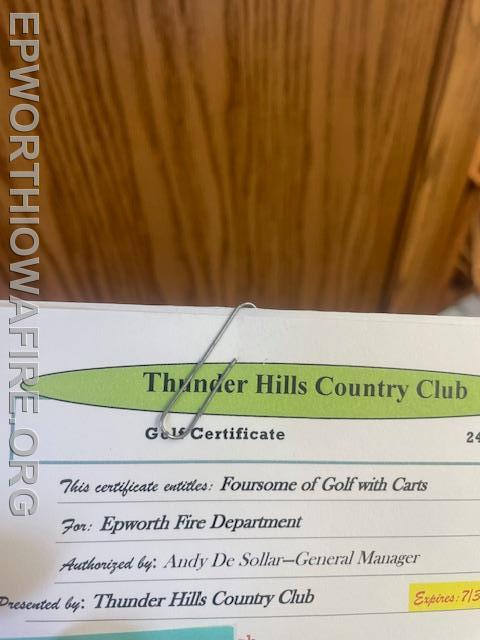 EPWORTHIOWAFIRE.ORG
Thunder Hills Country Club
Golf Certificate
24
This certificate entitles: Foursome of Golf with Carts
For: Epworth Fire Department
Authorized by: Andy De Sollar—General Manager
Presented by: Thunder Hills Country Club
Expires: 7/3